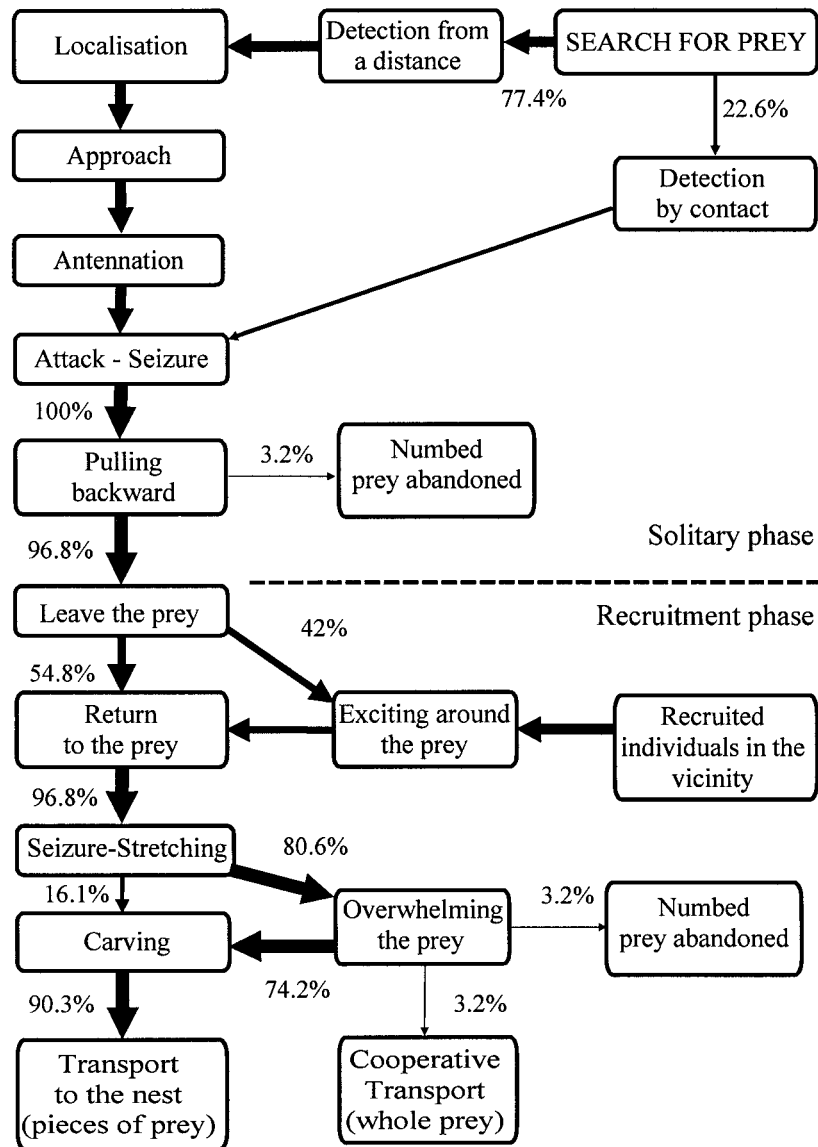 Localisation
Detection from
a distance
SEARCH FOR PREY
77.4%
22.6%
Approach
Detection
by contact
Antennation
Attack - Seizure
100%
Pulling
backward
3.2%
Numbed
prey abandoned
96.8%
Solitary phase
Leave the prey
42%
Recruitment phase
54.8%
Return
to the prey
Exciting around
the prey
Recruited
individuals in the
vicinity
96.8%
Seizure-Stretching
80.6%
16.1%
Overwhelming
the prey
3.2%
Numbed
prey abandoned
Carving
74.2%
90.3%
3.2%
Transport
to the nest
(pieces of prey)
Cooperative
Transport
(whole prey)